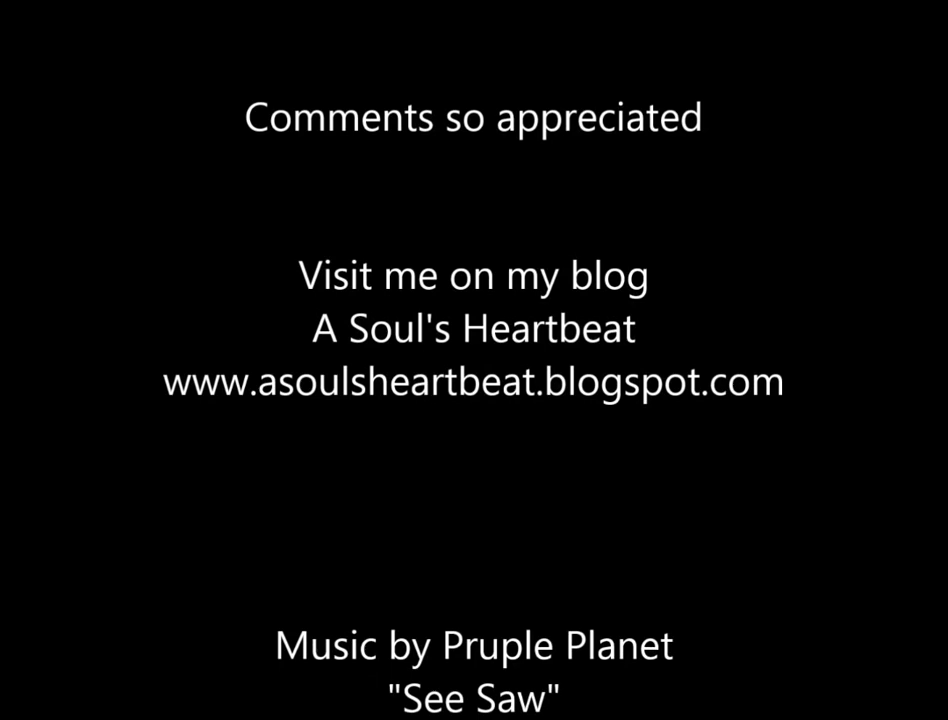 Comments so appreciated
Visit me on my blog
A Soul's Heartbeat
www.asoulsheartbeat.blogspot.com
Music by Pruple Planet
"See Saw"